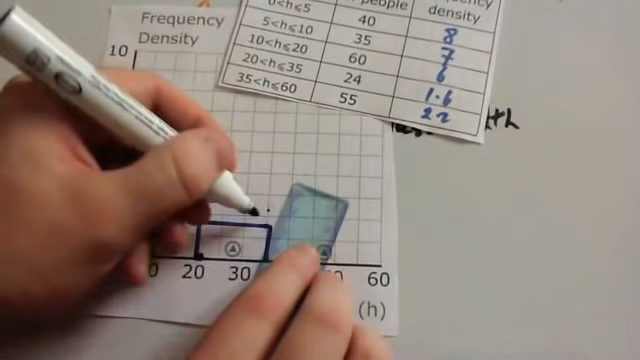 people
0<h≤5 40 density
5<h≤10 35 8
10<h≤20 60 7
20<h≤35 24 6
35<h≤60 55 1.6
2.2
Frequency
Density
10
20 30 60
(h)